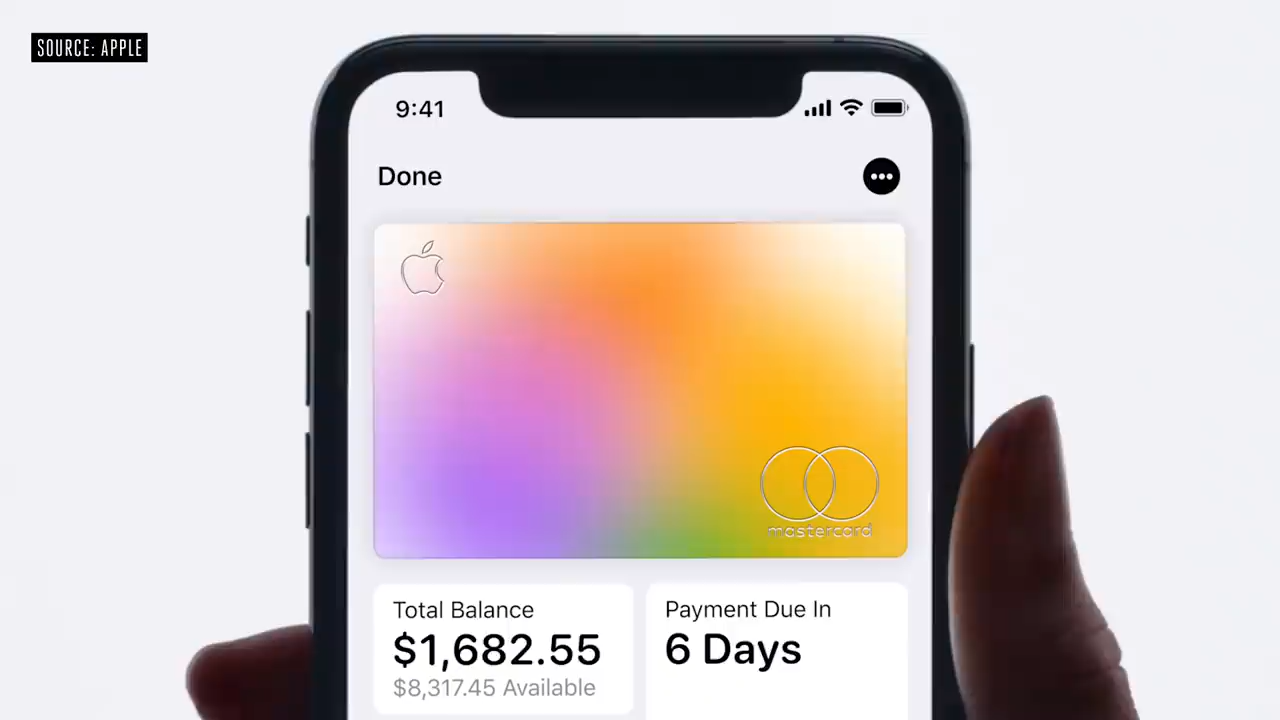 SOURCE: APPLE
9:41
Done
mastercard
Total Balance
$1,682.55
$8,317.45 Available
Payment Due In
6 Days